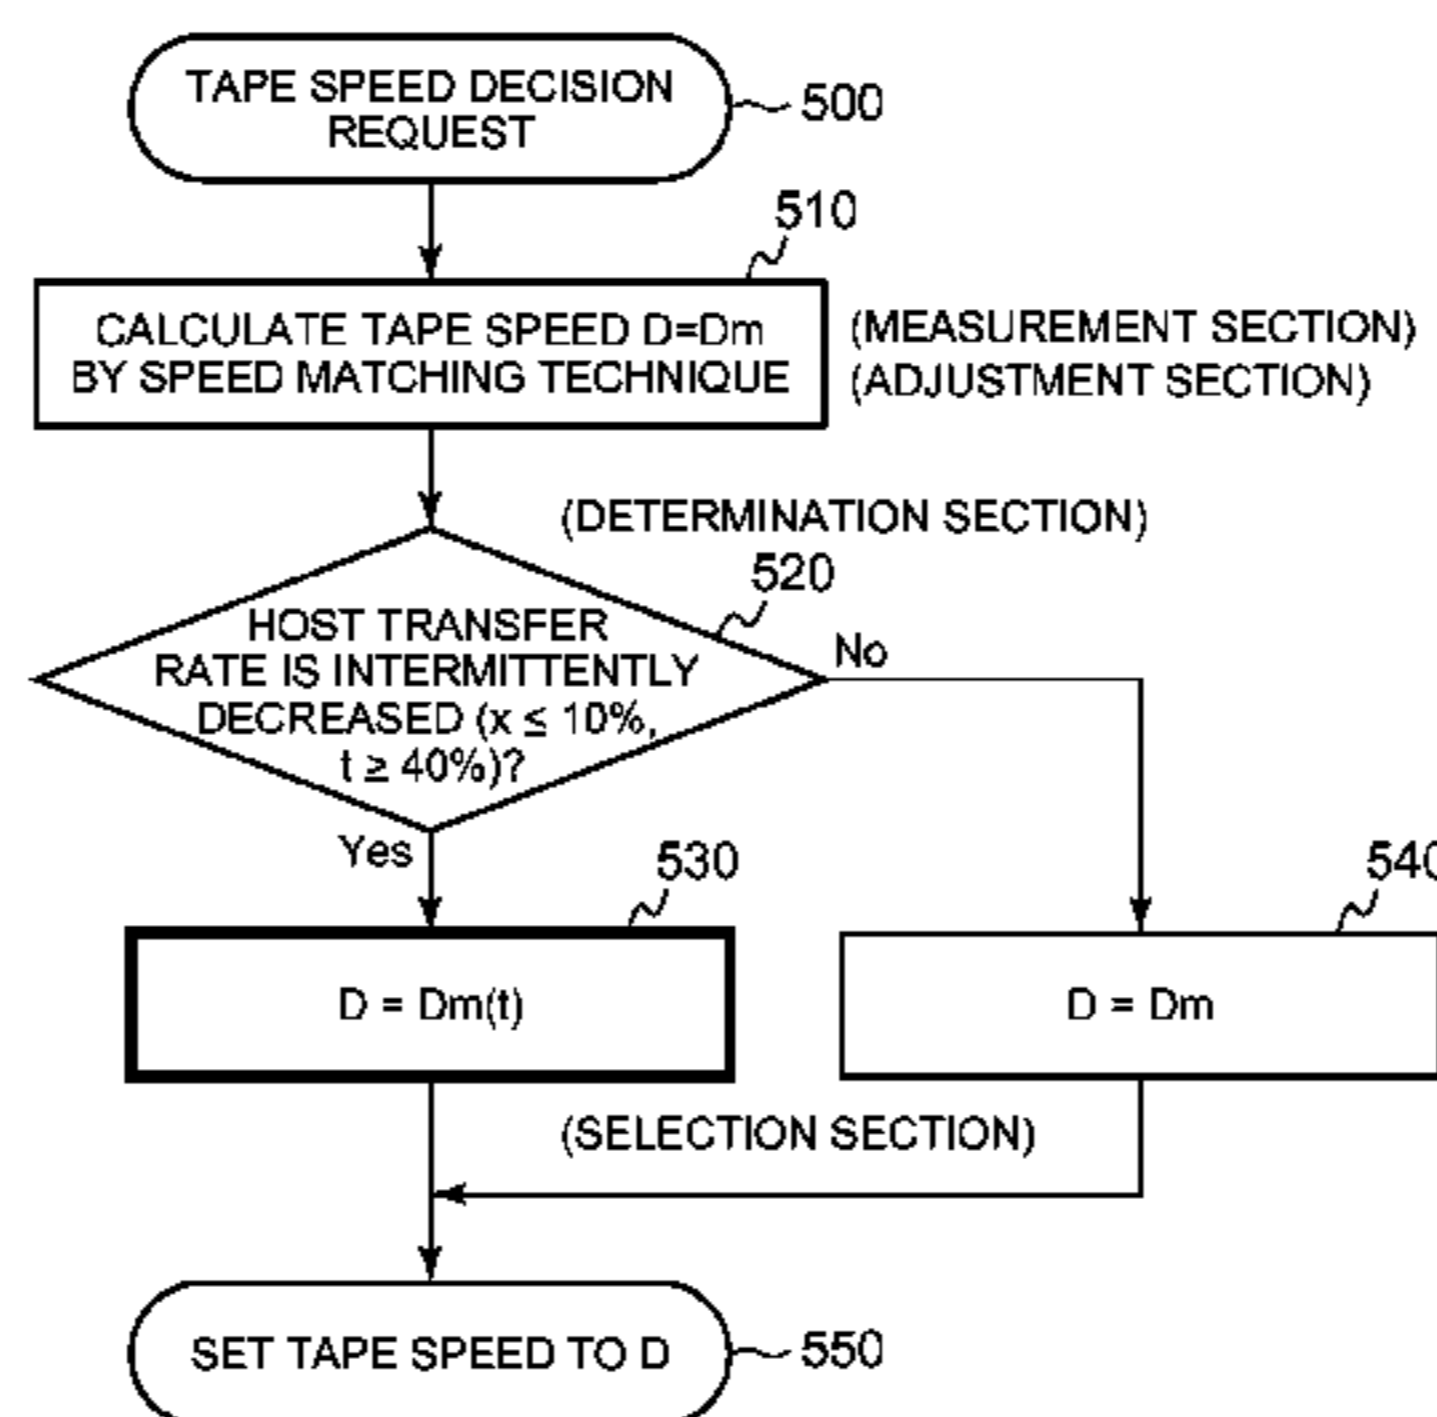 TAPE SPEED DECISION
REQUEST
500
510
CALCULATE TAPE SPEED D=Dm
BY SPEED MATCHING TECHNIQUE
(MEASUREMENT SECTION)
(ADJUSTMENT SECTION)
(DETERMINATION SECTION)
520
HOST TRANSFER
RATE IS INTERMITTENTLY
DECREASED (x ≤ 10%,
t ≥ 40%)?
No
Yes
530
540
D = Dm(t)
D = Dm
(SELECTION SECTION)
SET TAPE SPEED TO D
550